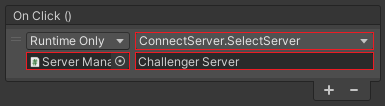 On Click ()
Runtime Only ConnectServer.SelectServer
Server Mana Challenger Server
+ −